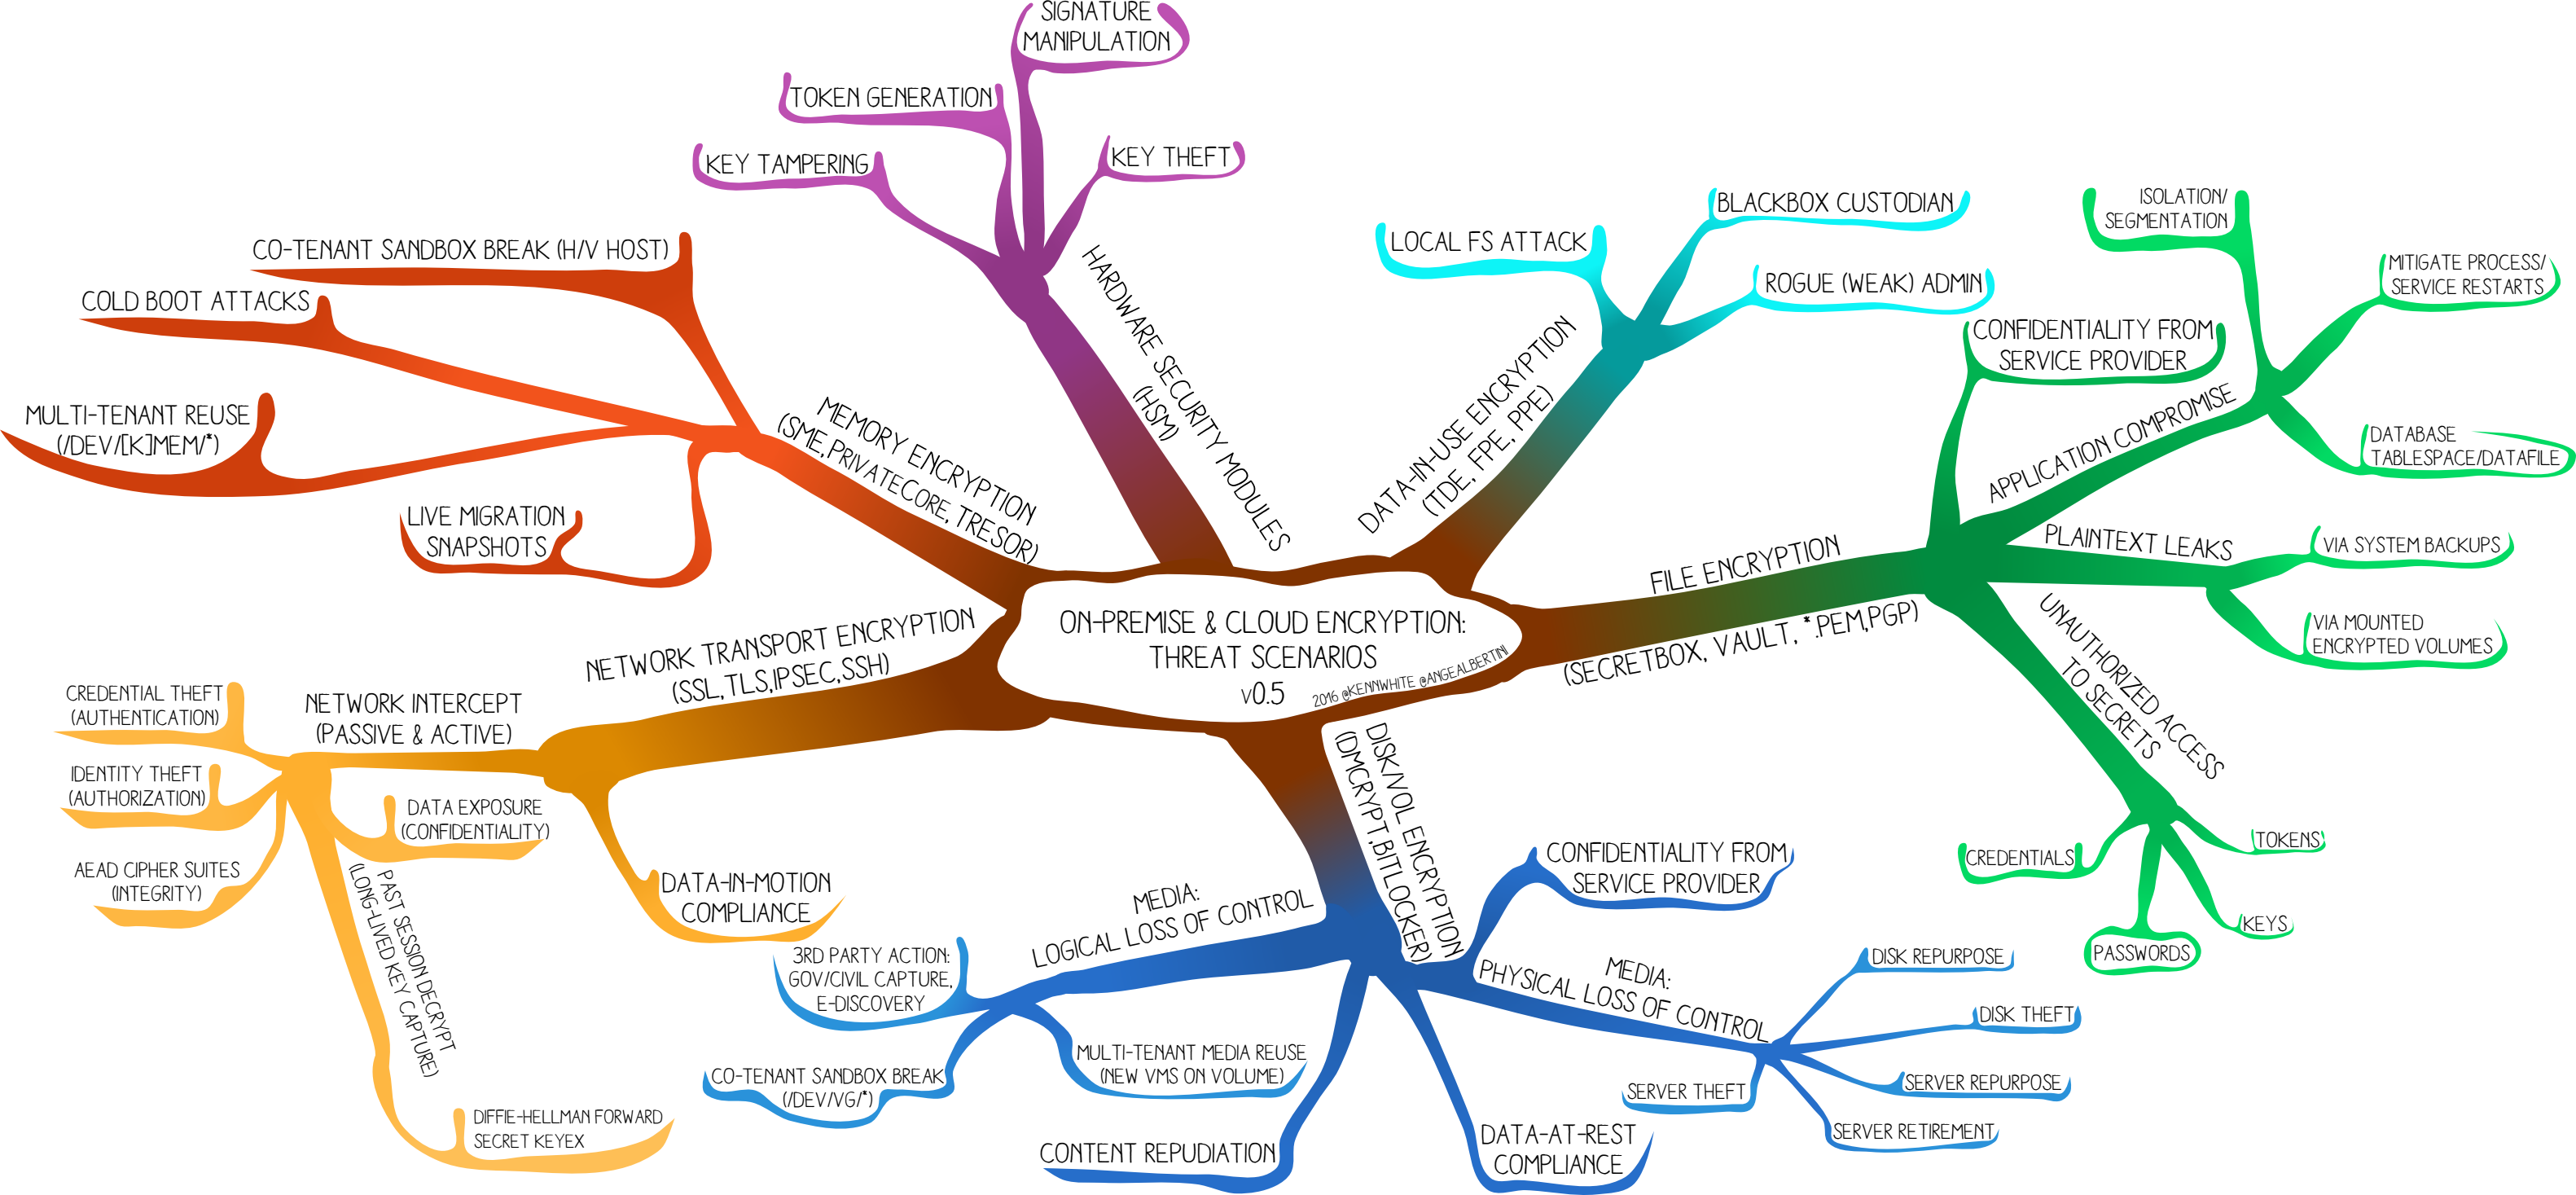 ON-PREMISE & CLOUD ENCRYPTION:
THREAT SCENARIOS
V0.5
2016 @KENNWHITE @ANGEALBERTINI
HARDWARE SECURITY MODULES
(HSM)
SIGNATURE
MANIPULATION
TOKEN GENERATION
KEY TAMPERING
KEY THEFT
DATA-IN-USE ENCRYPTION
(TDE, FPE, PPE)
LOCAL FS ATTACK
BLACKBOX CUSTODIAN
ROGUE (WEAK) ADMIN
FILE ENCRYPTION
(SECRETBOX, VAULT, *.PEM,PGP)
CONFIDENTIALITY FROM
SERVICE PROVIDER
APPLICATION COMPROMISE
ISOLATION/
SEGMENTATION
MITIGATE PROCESS/
SERVICE RESTARTS
DATABASE
TABLESPACE/DATAFILE
PLAINTEXT LEAKS
VIA SYSTEM BACKUPS
VIA MOUNTED
ENCRYPTED VOLUMES
UNAUTHORIZED ACCESS
TO SECRETS
TOKENS
KEYS
PASSWORDS
CREDENTIALS
DISK/VOL ENCRYPTION
(DMCRYPT,BITLOCKER)
CONFIDENTIALITY FROM
SERVICE PROVIDER
MEDIA:
PHYSICAL LOSS OF CONTROL
DISK REPURPOSE
DISK THEFT
SERVER REPURPOSE
SERVER RETIREMENT
SERVER THEFT
DATA-AT-REST
COMPLIANCE
CONTENT REPUDIATION
MEDIA:
LOGICAL LOSS OF CONTROL
3RD PARTY ACTION:
GOV/CIVIL CAPTURE,
E-DISCOVERY
CO-TENANT SANDBOX BREAK
(/DEV/VG/*)
MULTI-TENANT MEDIA REUSE
(NEW VMS ON VOLUME)
NETWORK TRANSPORT ENCRYPTION
(SSL,TLS,IPSEC,SSH)
DATA-IN-MOTION
COMPLIANCE
NETWORK INTERCEPT
(PASSIVE & ACTIVE)
CREDENTIAL THEFT
(AUTHENTICATION)
IDENTITY THEFT
(AUTHORIZATION)
AEAD CIPHER SUITES
(INTEGRITY)
DATA EXPOSURE
(CONFIDENTIALITY)
PAST SESSION DECRYPT
(LONG-LIVED KEY CAPTURE)
DIFFIE-HELLMAN FORWARD
SECRET KEYEX
MEMORY ENCRYPTION
(SME,PRIVATECORE, TRESOR)
CO-TENANT SANDBOX BREAK (H/V HOST)
COLD BOOT ATTACKS
MULTI-TENANT REUSE
(/DEV/[K]MEM/*)
LIVE MIGRATION
SNAPSHOTS